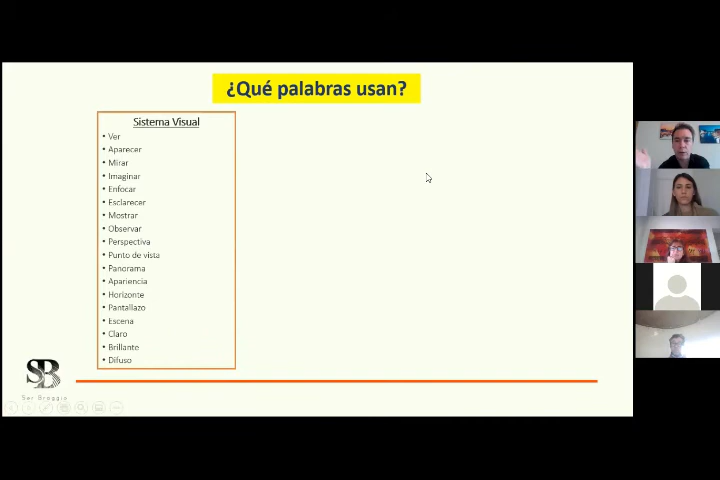 ¿Qué palabras usan?
Sistema Visual
• Ver
• Aparecer
• Mirar
• Imaginar
• Enfocar
• Esclarecer
• Mostrar
• Observar
• Perspectiva
• Punto de vista
• Panorama
• Apariencia
• Horizonte
• Pantallazo
• Escena
• Claro
• Brillante
• Difuso
SB
Ser Broggio